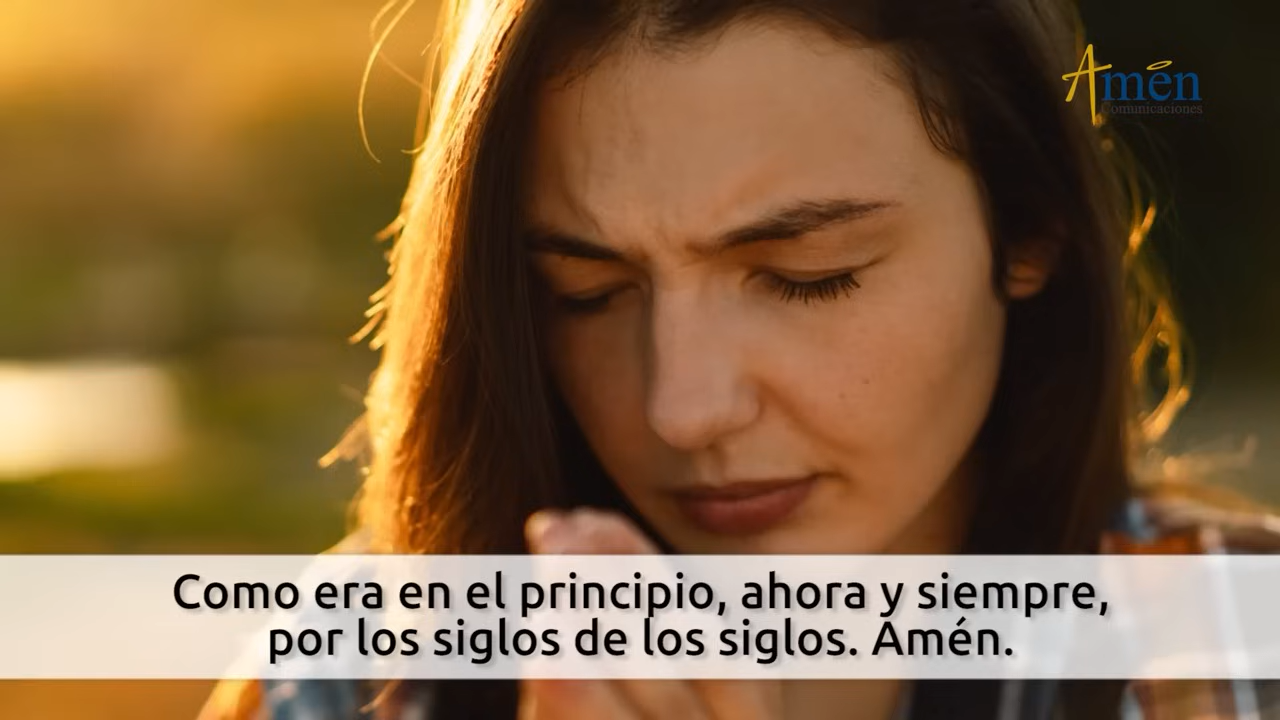 Amén
Comunicaciones
Como era en el principio, ahora y siempre,
por los siglos de los siglos. Amén.